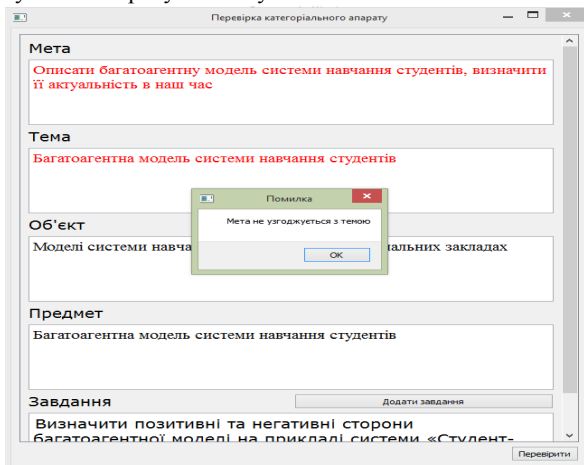 Перевірка категоріального апарату
Мета
Описати багатоагентну модель системи навчання студентів, визначити
її актуальність в наш час
Тема
Багатоагентна модель системи навчання студентів
Помилка
Мета не узгоджується з темою
ОК
Об'єкт
Моделі системи навча
альних закладах
Предмет
Багатоагентна модель системи навчання студентів
Завдання
Додати завдання
Визначити позитивні та негативні сторони
багатоагентної моделі на прикладі системи «Студент-
Перевірити